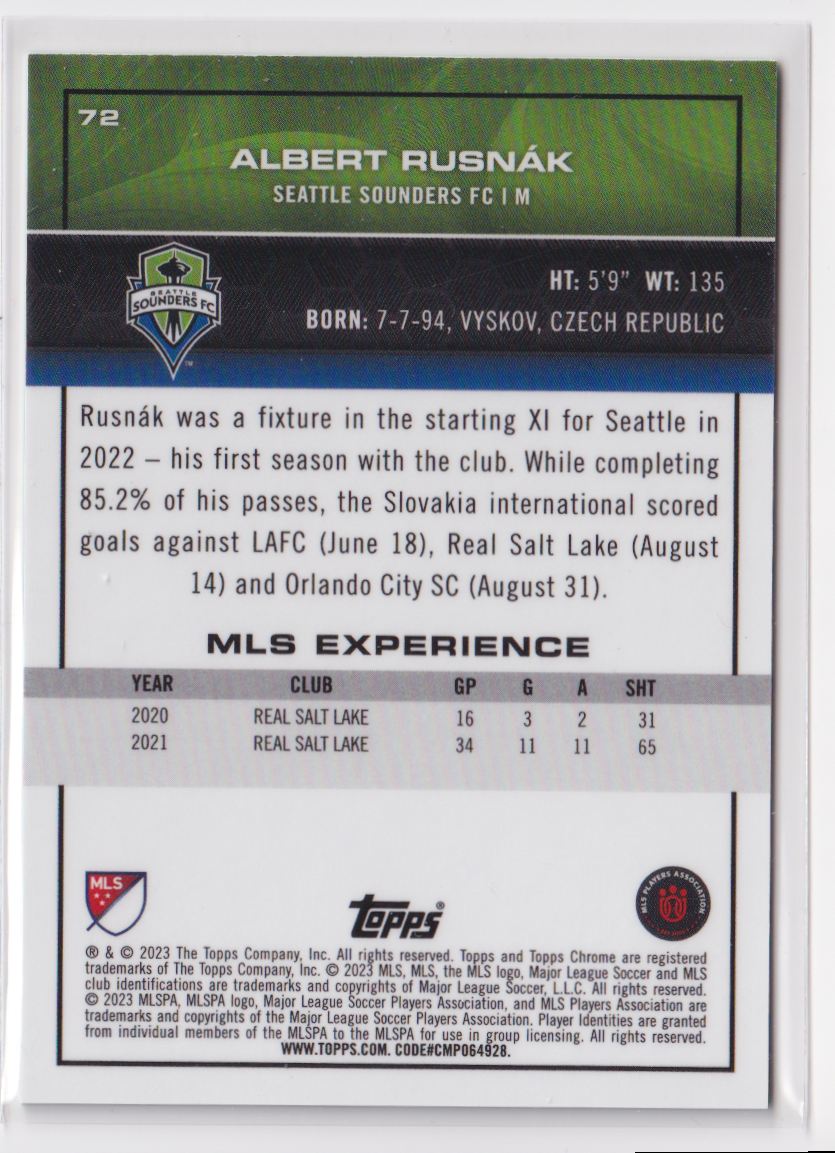 72
ALBERT RUSNÁK
SEATTLE SOUNDERS FC | M
SEATTLE
SOUNDERS FC
TM
HT: 5'9" WT: 135
BORN: 7-7-94, VYSKOV, CZECH REPUBLIC
Rusnák was a fixture in the starting XI for Seattle in
2022 – his first season with the club. While completing
85.2% of his passes, the Slovakia international scored
goals against LAFC (June 18), Real Salt Lake (August
14) and Orlando City SC (August 31).
MLS EXPERIENCE
YEAR CLUB GP G A SHT
2020 REAL SALT LAKE 16 3 2 31
2021 REAL SALT LAKE 34 11 11 65
MLS
Topps®
MLS PLAYERS ASSOCIATION
® & © 2023 The Topps Company, Inc. All rights reserved. Topps and Topps Chrome are registered
trademarks of The Topps Company, Inc. © 2023 MLS, MLS, the MLS logo, Major League Soccer and MLS
club identifications are trademarks and copyrights of Major League Soccer, L.L.C. All rights reserved.
© 2023 MLSPA, MLSPA logo, Major League Soccer Players Association, and MLS Players Association are
trademarks and copyrights of the Major League Soccer Players Association. Player Identities are granted
from individual members of the MLSPA to the MLSPA for use in group licensing. All rights reserved.
WWW.TOPPS.COM. CODE#CMP064928.